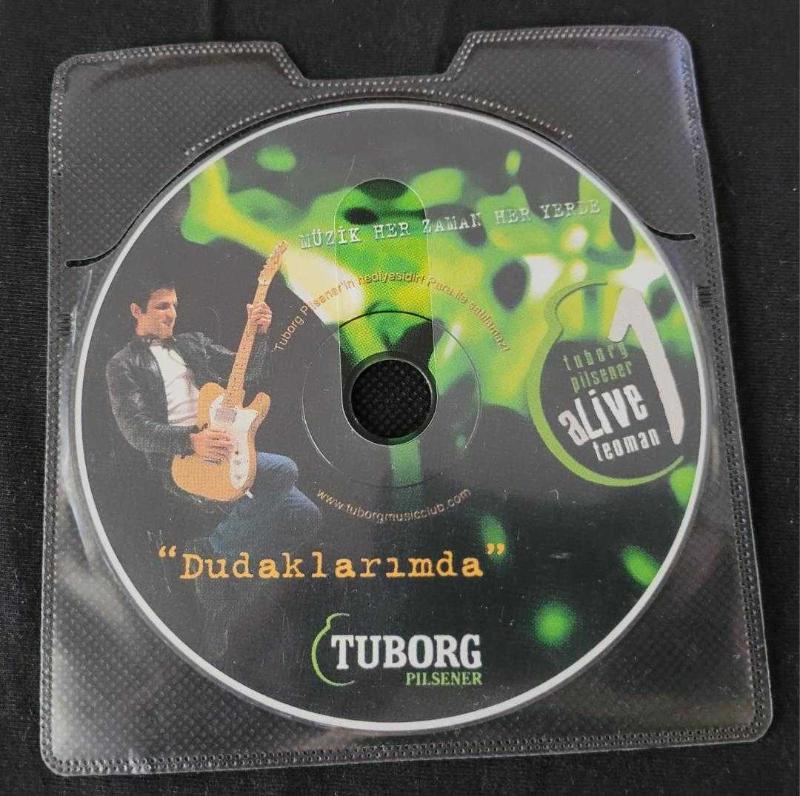 MÜZİK HER ZAMAN HER YERDE
Tuborg Pilsener'in hediyesidir! Para ile satılamaz!
tuborg
pilsener
aLive
teoman
1
www.tuborgmusicclub.com
“Dudaklarımda”
TUBORG
PILSENER